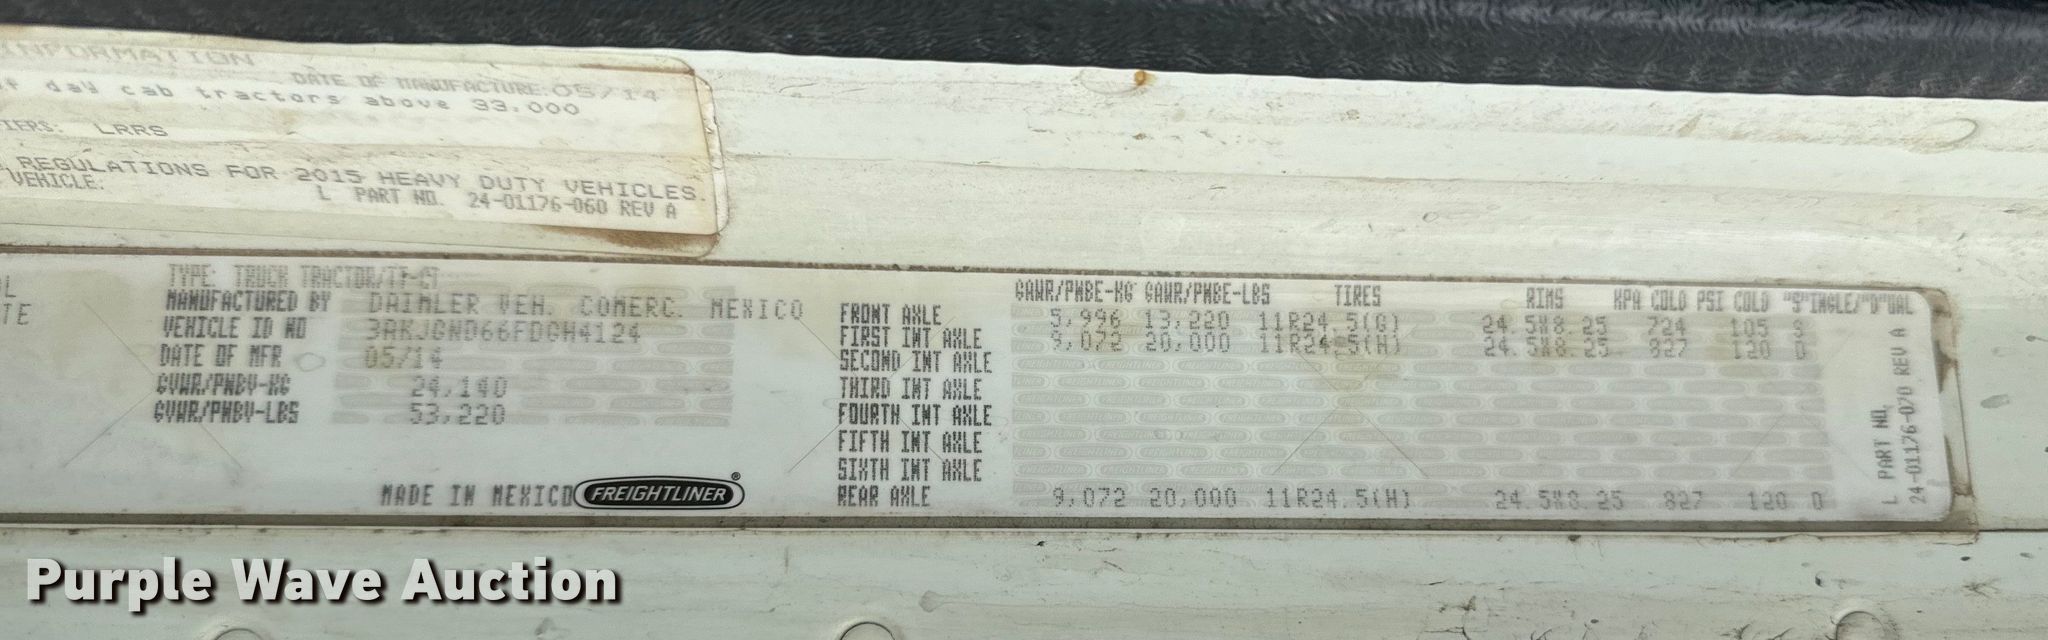 INFORMATION
DATE OF MANUFACTURE:05/14
day cab tractors above 33,000
FIERS: LRRS
REGULATIONS FOR 2015 HEAVY DUTY VEHICLES.
VEHICLE:
L PART NO. 24-01176-060 REV A
TYPE: TRUCK TRACTOR/TT-CT
MANUFACTURED BY DAIMLER VEH. COMERC. MEXICO
VEHICLE ID NO 3AKJGND66FDGH4124
DATE OF MFR 05/14
GVWR/PNBV-KG 24,140
GVWR/PNBV-LBS 53,220
MADE IN MEXICO FREIGHTLINER®
GAWR/PNBE-KG GAWR/PNBE-LBS TIRES RIMS KPA COLD PSI COLD "S"INGLE/"D"UAL
FRONT AXLE 5,996 13,220 11R24.5(G) 24.5X8.25 724 105 S
FIRST INT AXLE 9,072 20,000 11R24.5(H) 24.5X8.25 827 120 D
SECOND INT AXLE
THIRD INT AXLE
FOURTH INT AXLE
FIFTH INT AXLE
SIXTH INT AXLE
REAR AXLE 9,072 20,000 11R24.5(H) 24.5X8.25 827 120 D
L PART NO.
24-01176-070 REV A
Purple Wave Auction